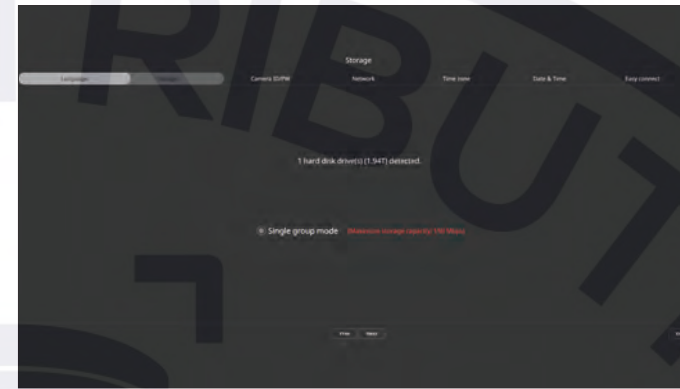 Storage
Language Storage Camera ID/PW Network Time zone Date & Time Easy connect
1 hard disk drive(s) (1.94T) detected.
Single group mode (Maximum storage capacity: 150 Mbps)
Prev Next
RIBUT